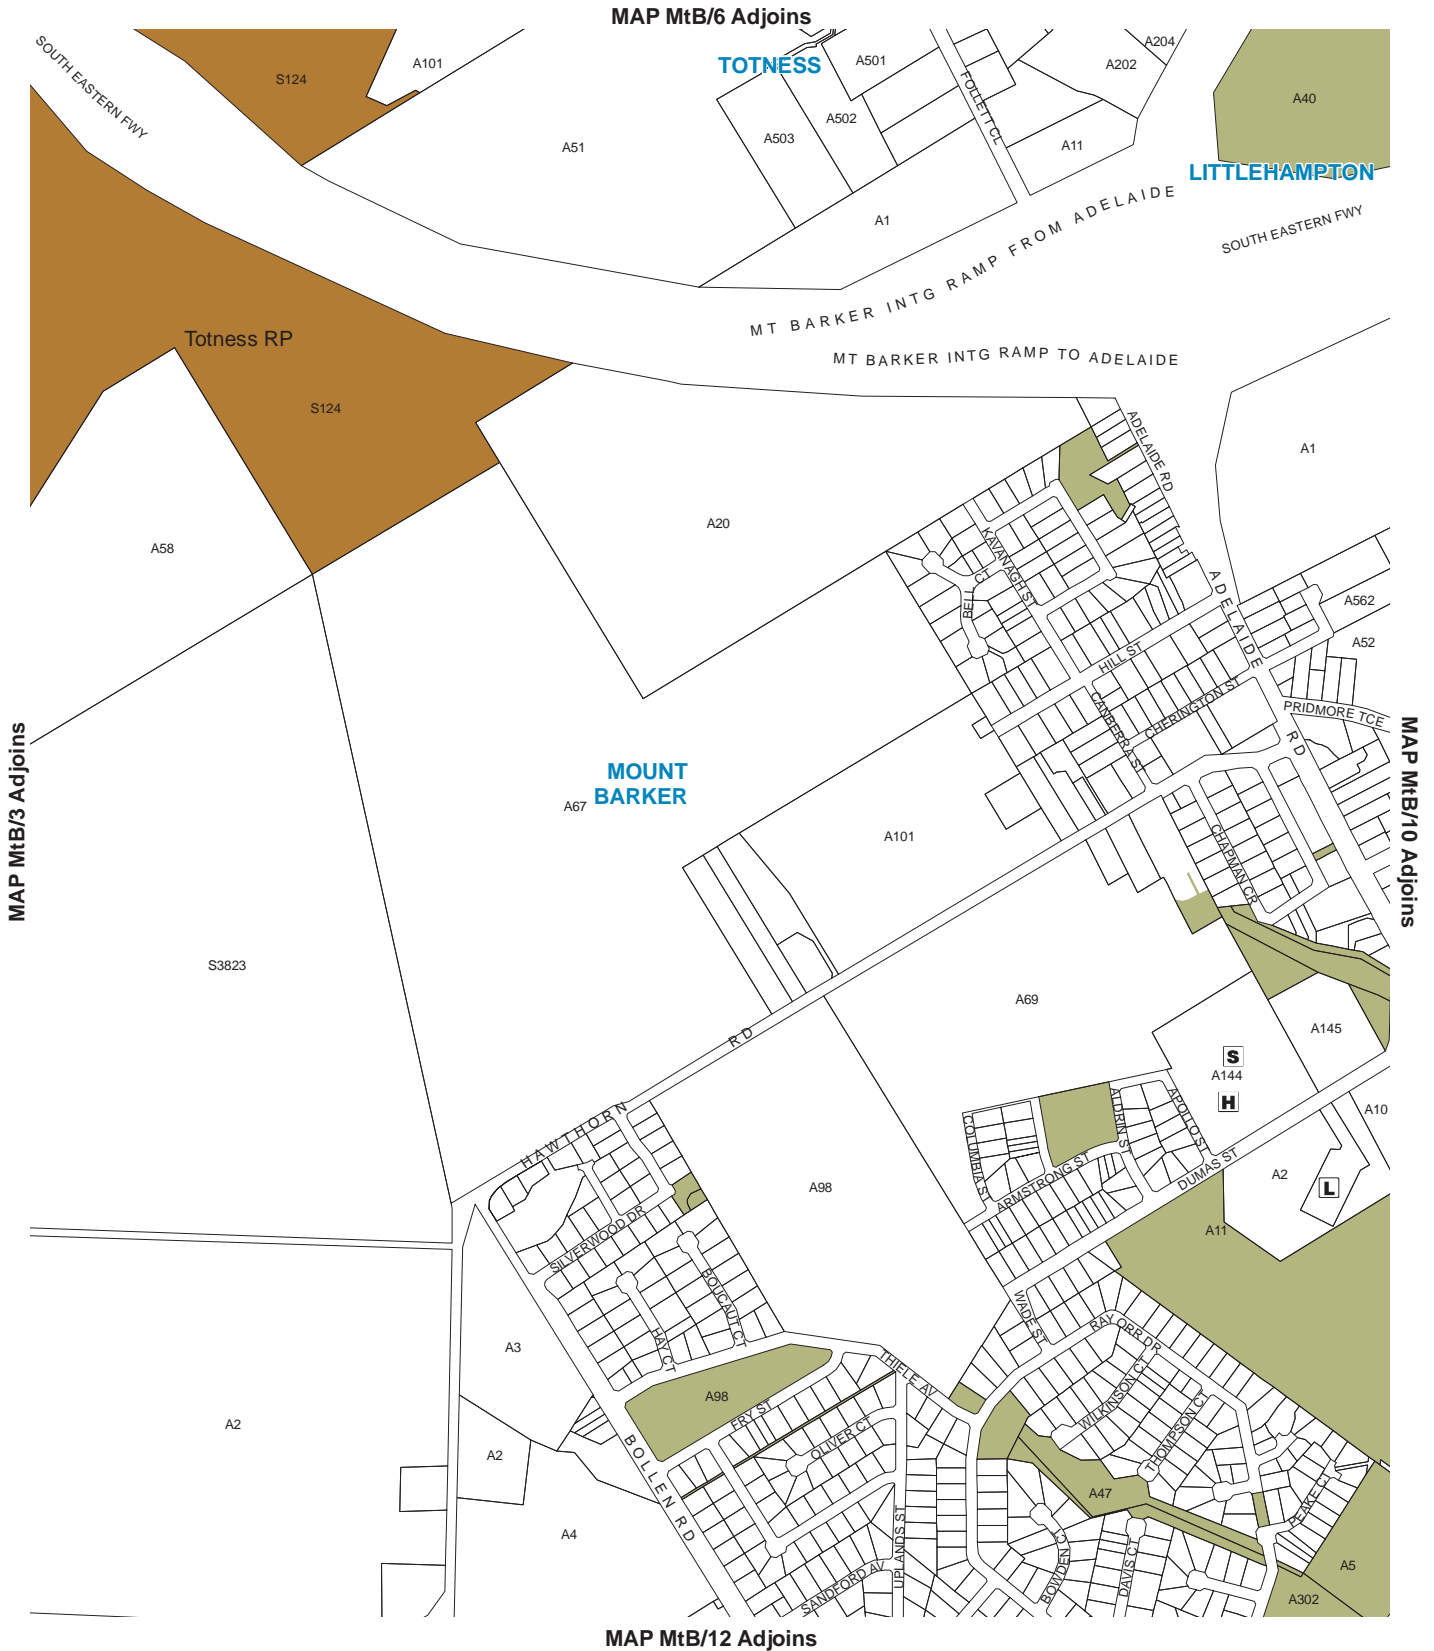 MAP MtB/6 Adjoins
SOUTH EASTERN FWY
S124
A101
TOTNESS
A501
A204
A202
FOLLETT CL
A40
A51
A503
A502
A11
LITTLEHAMPTON
A1
MT BARKER INTG RAMP FROM ADELAIDE
SOUTH EASTERN FWY
MT BARKER INTG RAMP TO ADELAIDE
Totness RP
S124
ADELAIDE RD
A1
A58
A20
KAVANAGH ST
BELL CT
ADELAIDE RD
A562
A52
HILL ST
CANBERRA ST
CHERINGTON ST
PRIDMORE TCE
MAP MtB/3 Adjoins
MAP MtB/10 Adjoins
MOUNT
BARKER
A67
A101
CHAPMAN CR
S3823
A69
A145
S
A144
H
HAWTHORN RD
COLUMBIA ST
ALDRIN ST
APOLLO ST
ARMSTRONG ST
DUMAS ST
A10
A2
L
A98
A11
SILVERWOOD DR
BOUCAUT CT
HAY CT
WADE ST
RAY ORR DR
A3
THIELE AV
WILKINSON CT
A98
FRY ST
THOMPSON CT
A2
OLIVER CT
A2
BOLLEN RD
A47
PEAKE CT
A4
UPLANDS ST
SANDFORD AV
BOWDEN CT
DAVIS CT
A5
A302
MAP MtB/12 Adjoins